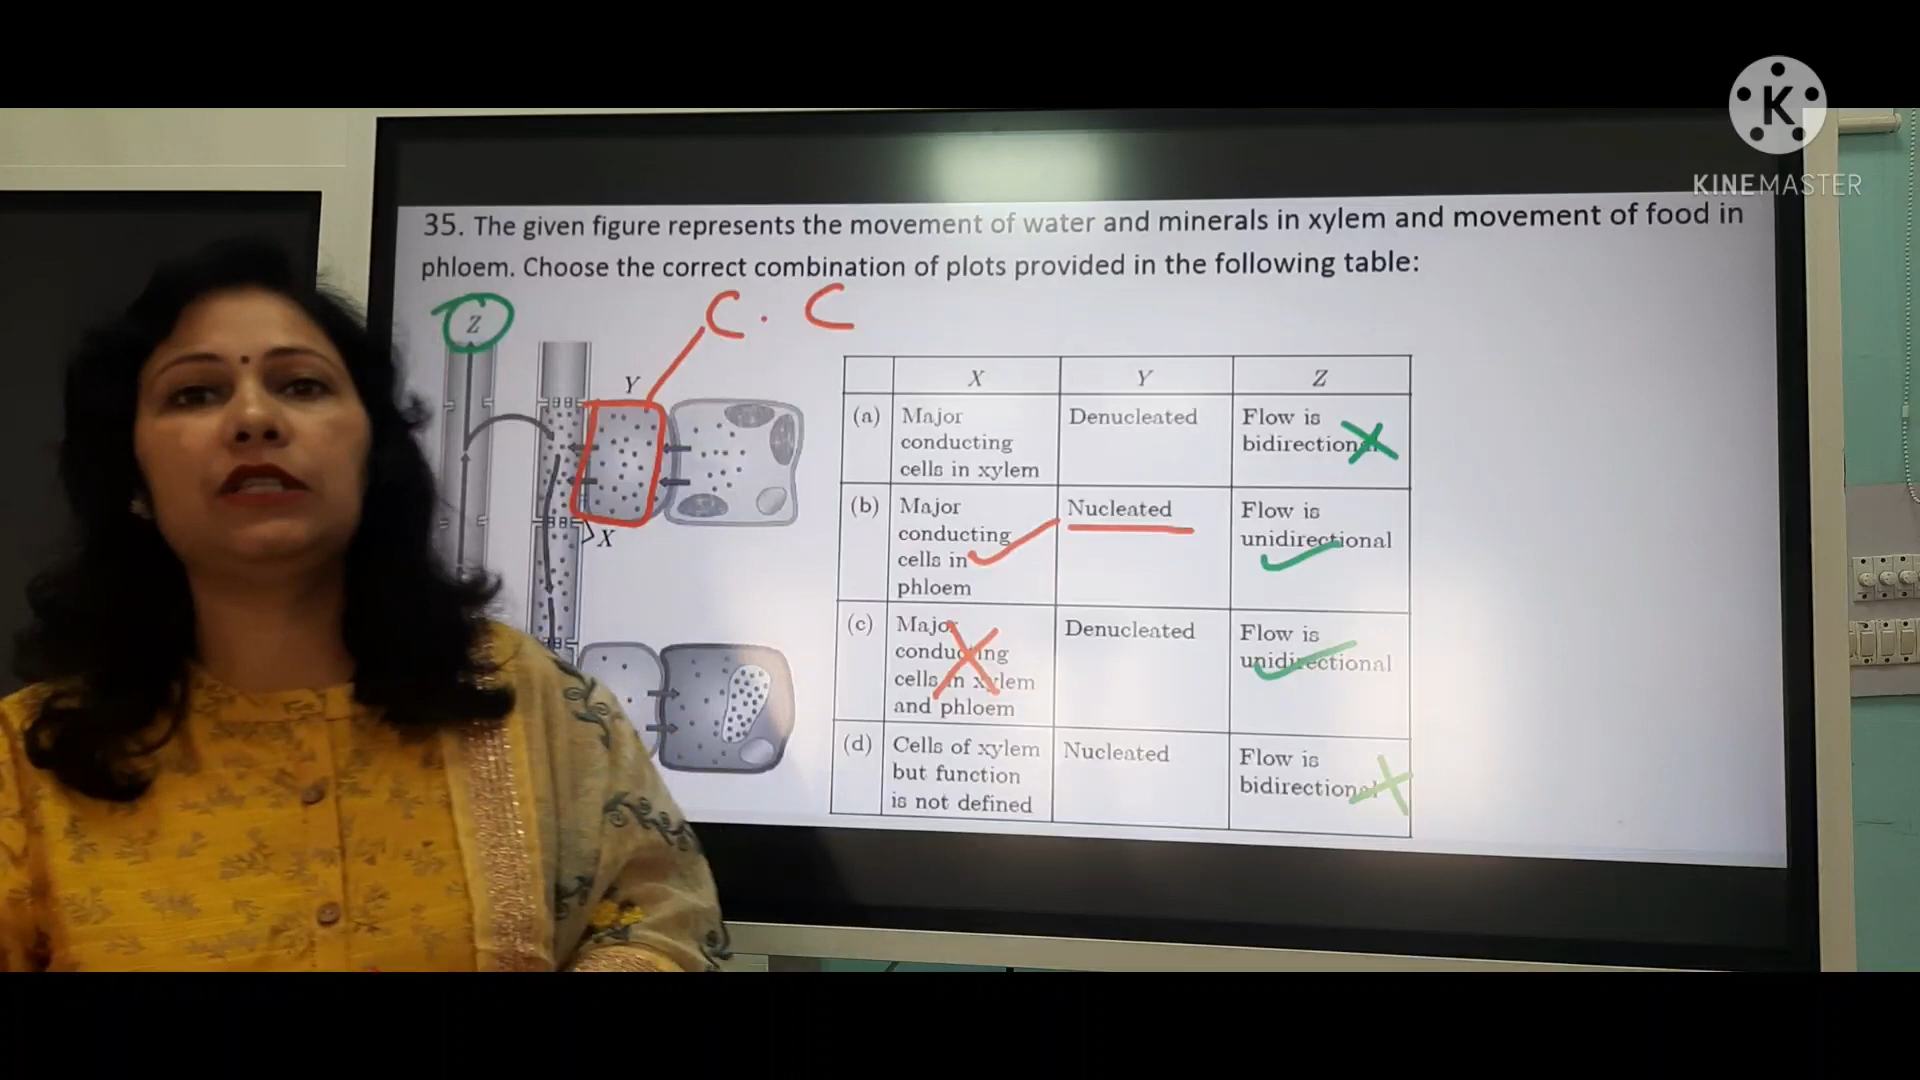 KINEMASTER
35. The given figure represents the movement of water and minerals in xylem and movement of food in
phloem. Choose the correct combination of plots provided in the following table:
Z
C. C
Y
X
X Y Z
(a) Major Denucleated Flow is
conducting bidirectional
cells in xylem
(b) Major Nucleated Flow is
conducting unidirectional
cells in
phloem
(c) Major Denucleated Flow is
conducting unidirectional
cells in xylem
and phloem
(d) Cells of xylem Nucleated Flow is
but function bidirectional
is not defined